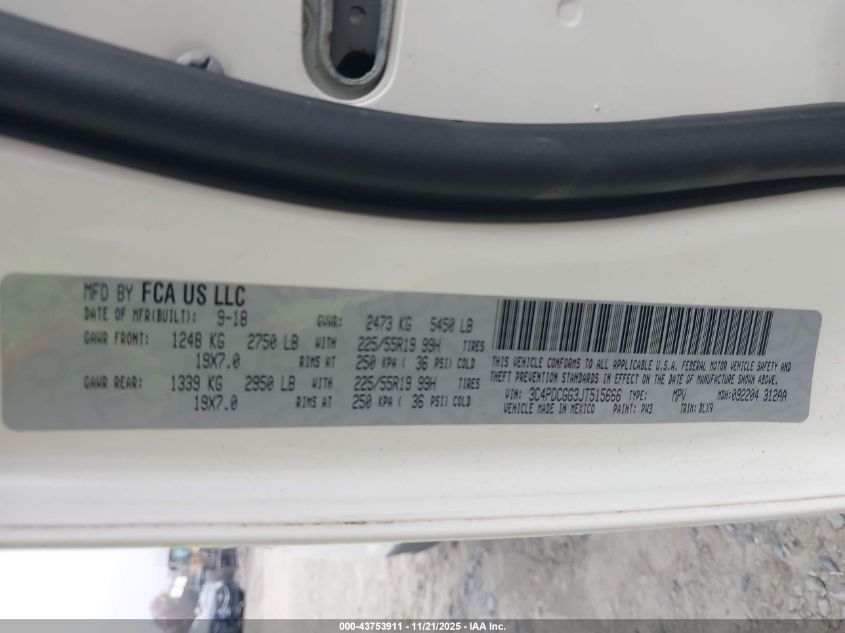 MFD BY FCA US LLC
DATE OF MFR(BUILT): 9-18 GVWR: 2473 KG 5450 LB
GAWR FRONT: 1248 KG 2750 LB WITH 225/55R19 99H TIRES
19X7.0 RIMS AT 250 KPA ( 36 PSI) COLD
GAWR REAR: 1339 KG 2950 LB WITH 225/55R19 99H TIRES
19X7.0 RIMS AT 250 KPA ( 36 PSI) COLD
THIS VEHICLE CONFORMS TO ALL APPLICABLE U.S.A. FEDERAL MOTOR VEHICLE SAFETY AND
THEFT PREVENTION STANDARDS IN EFFECT ON THE DATE OF MANUFACTURE SHOWN ABOVE.
VIN: 3C4PDCGG3JT515666 TYPE: MPV MDH:092204 312AA
VEHICLE MADE IN MEXICO PAINT: PW3 TRIM: DLX9
000-43753911 - 11/21/2025 - IAA Inc.